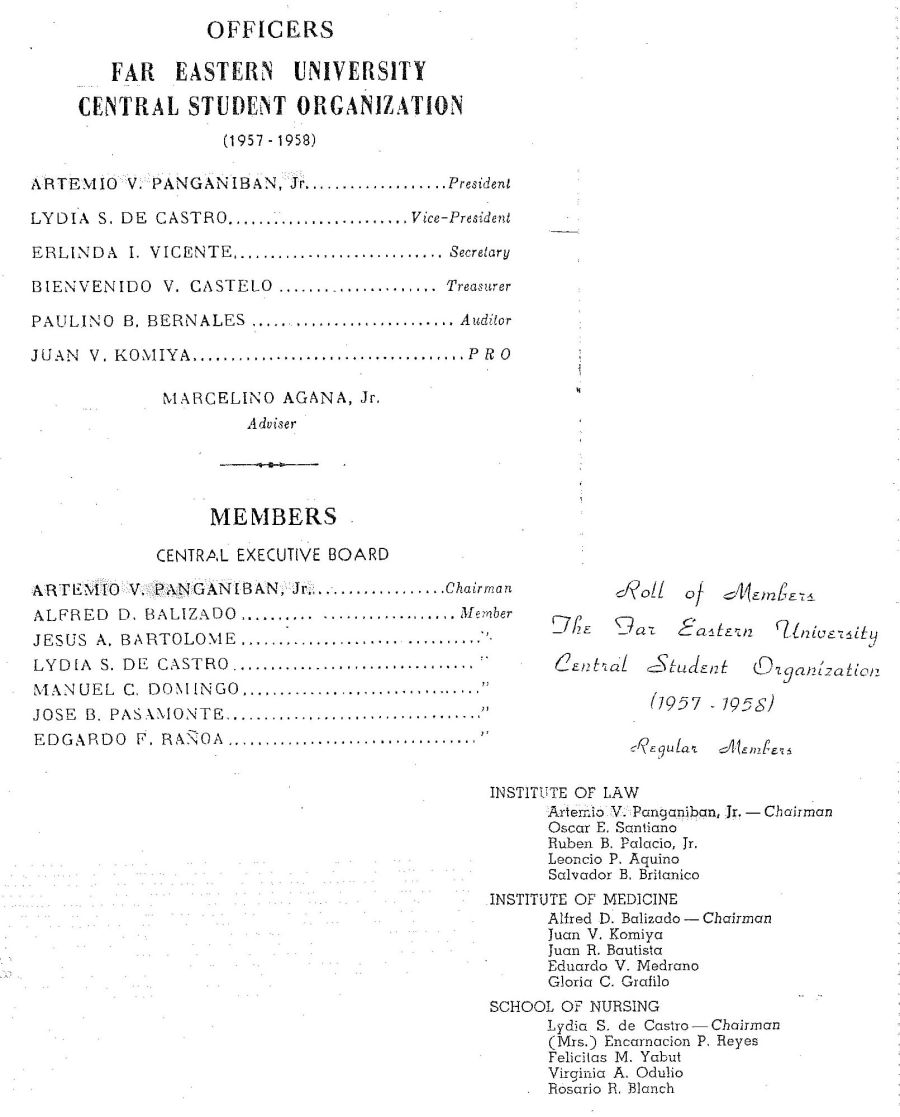 OFFICERS
FAR EASTERN UNIVERSITY
CENTRAL STUDENT ORGANIZATION
(1957 - 1958)
ARTEMIO V. PANGANIBAN, Jr...................President
LYDIA S. DE CASTRO........................Vice-President
ERLINDA I. VICENTE............................ Secretary
BIENVENIDO V. CASTELO ..................... Treasurer
PAULINO B. BERNALES ........................... Auditor
JUAN V. KOMIYA....................................P R O
MARCELINO AGANA, Jr.
Adviser
MEMBERS
CENTRAL EXECUTIVE BOARD
ARTEMIO V. PANGANIBAN, Jr...................Chairman
ALFRED D. BALIZADO ............................ Member
JESUS A. BARTOLOME ................................"
LYDIA S. DE CASTRO ................................ "
MANUEL C. DOMINGO................................"
JOSE B. PASAMONTE.................................."
EDGARDO F. RAÑOA ................................. "
Roll of Members
The Far Eastern University
Central Student Organization
(1957 - 1958)
Regular Members
INSTITUTE OF LAW
Artemio V. Panganiban, Jr. — Chairman
Oscar E. Santiano
Ruben B. Palacio, Jr.
Leoncio P. Aquino
Salvador B. Britanico
INSTITUTE OF MEDICINE
Alfred D. Balizado — Chairman
Juan V. Komiya
Juan R. Bautista
Eduardo V. Medrano
Gloria C. Grafilo
SCHOOL OF NURSING
Lydia S. de Castro — Chairman
(Mrs.) Encarnacion P. Reyes
Felicitas M. Yabut
Virginia A. Odulio
Rosario R. Blanch